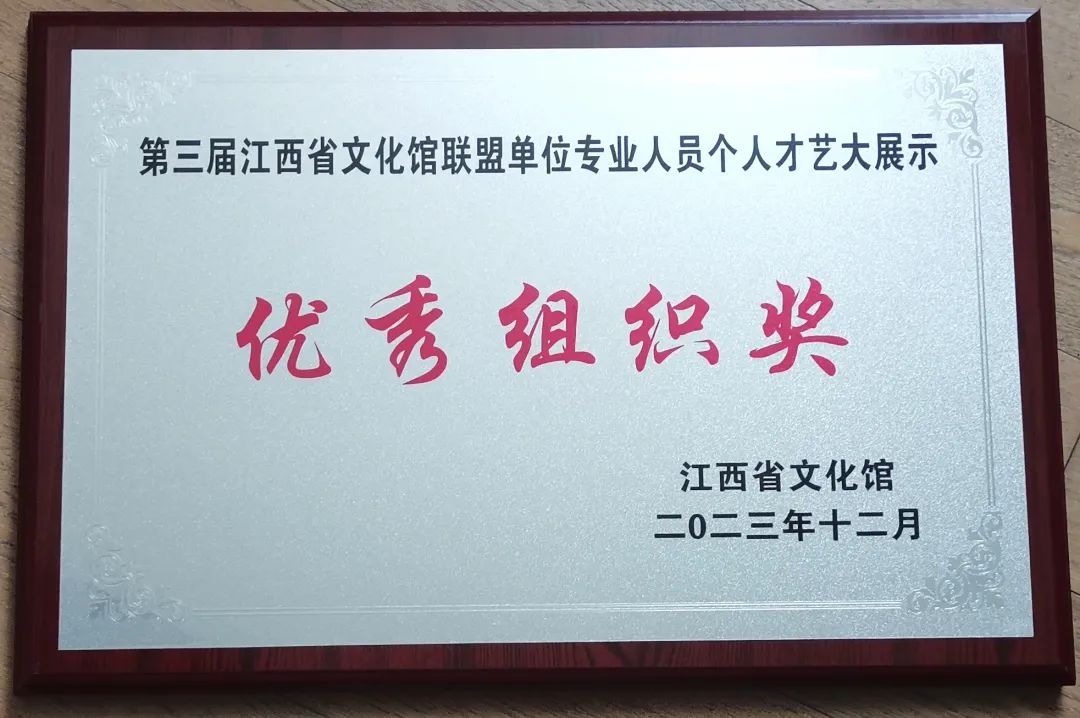 第三届江西省文化馆联盟单位专业人员个人才艺大展示
优秀组织奖
江西省文化馆
二0二三年十二月